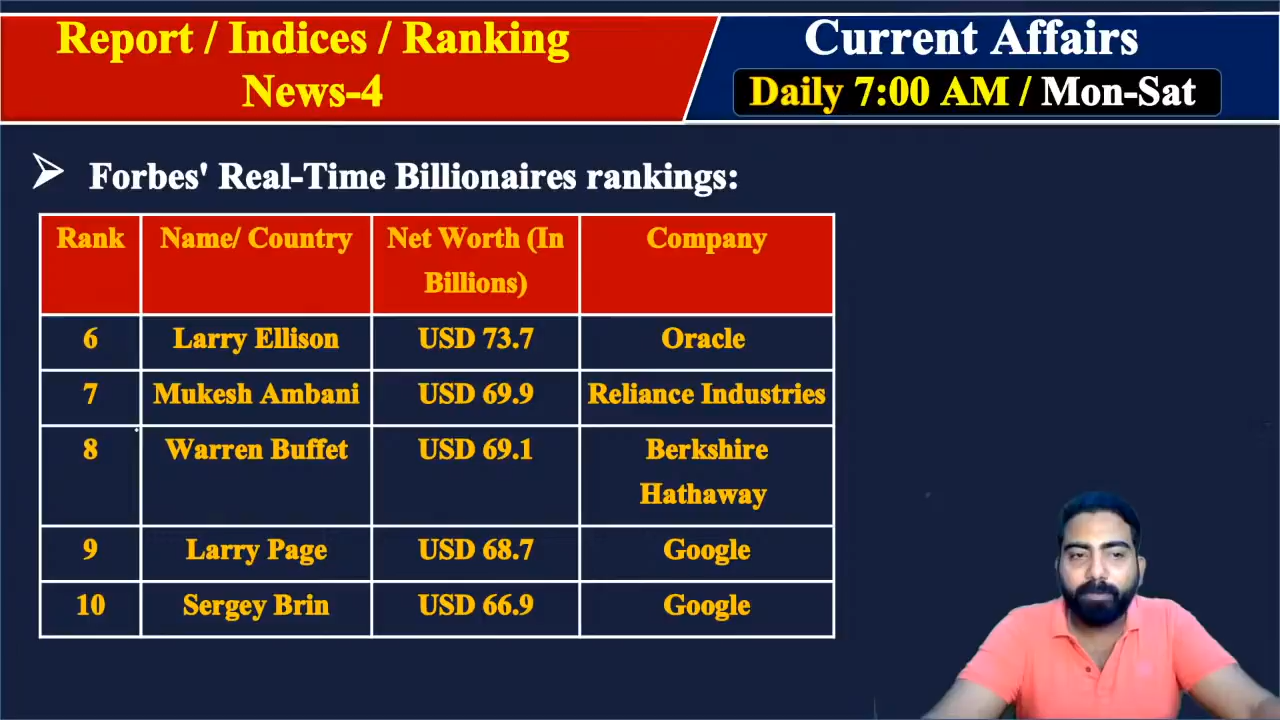 Report / Indices / Ranking
News-4
Current Affairs
Daily 7:00 AM / Mon-Sat
Forbes' Real-Time Billionaires rankings:
Rank Name/ Country Net Worth (In Billions) Company
6 Larry Ellison USD 73.7 Oracle
7 Mukesh Ambani USD 69.9 Reliance Industries
8 Warren Buffet USD 69.1 Berkshire Hathaway
9 Larry Page USD 68.7 Google
10 Sergey Brin USD 66.9 Google